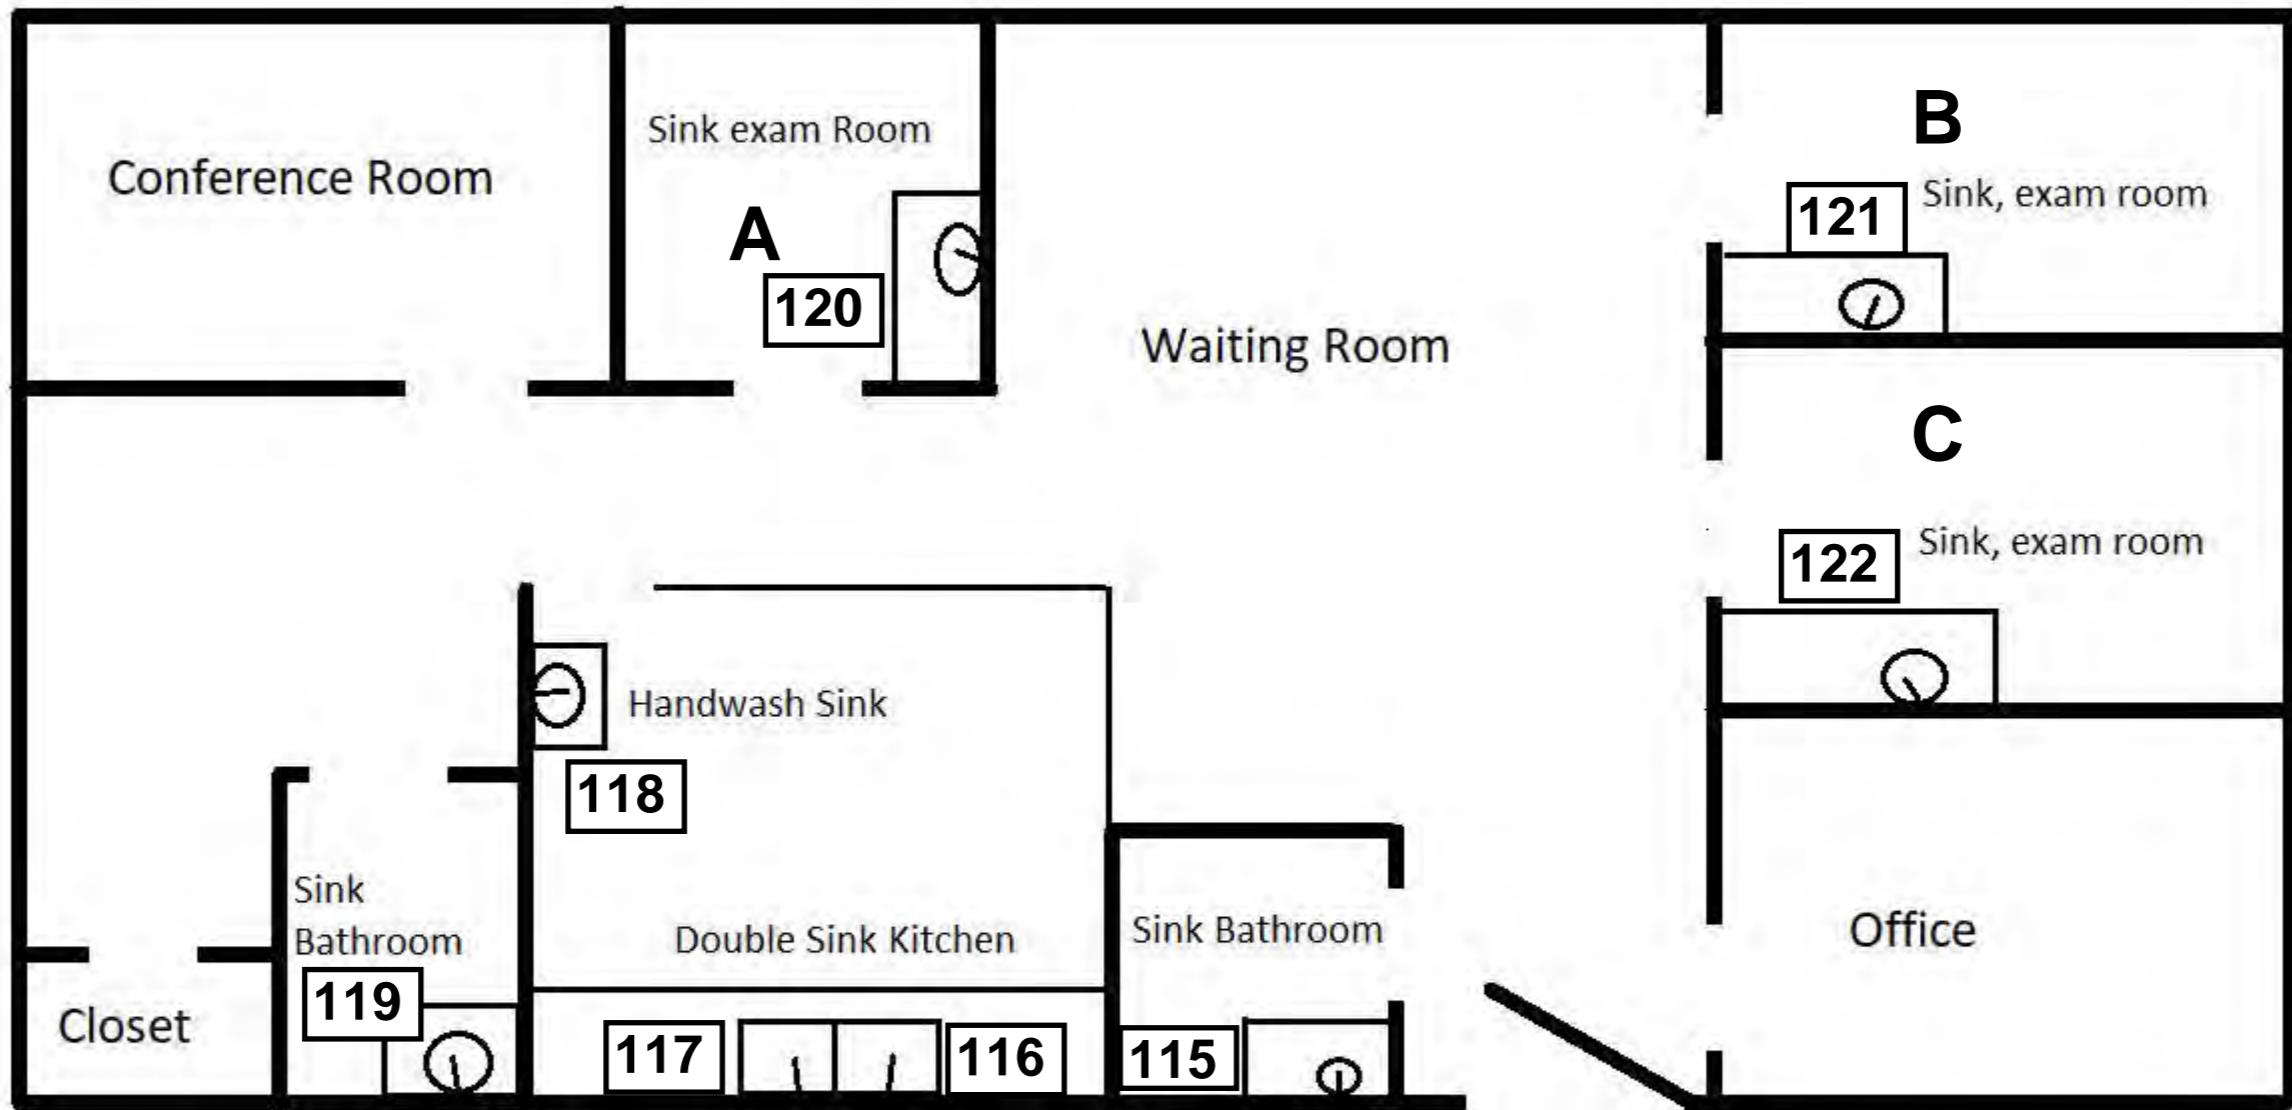 Conference Room
Sink exam Room
A
120
Waiting Room
B
121
Sink, exam room
C
122
Sink, exam room
Handwash Sink
118
Sink
Bathroom
119
Closet
Double Sink Kitchen
117
116
Sink Bathroom
115
Office